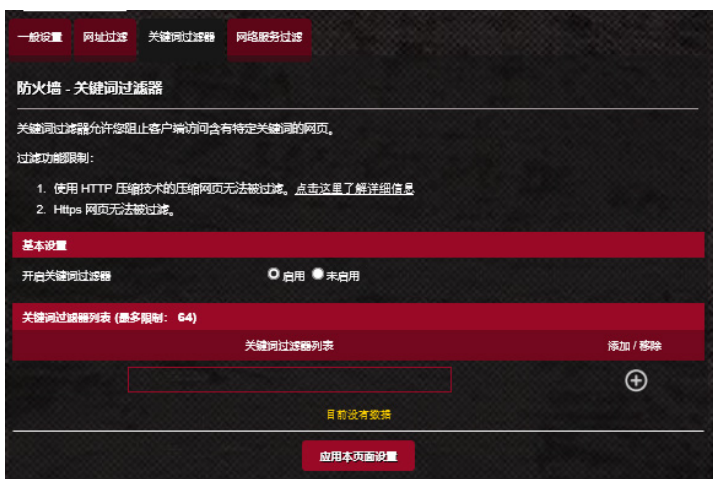 一般设置 网址过滤 关键词过滤器 网络服务过滤
防火墙 - 关键词过滤器
关键词过滤器允许您阻止客户端访问含有特定关键词的网页。
过滤功能限制：
1. 使用 HTTP 压缩技术的压缩网页无法被过滤。点击这里了解详细信息
2. Https 网页无法被过滤。
基本设置
开启关键词过滤器 启用 未启用
关键词过滤器列表 (最多限制： 64)
关键词过滤器列表 添加 / 移除
目前没有数据
应用本页面设置